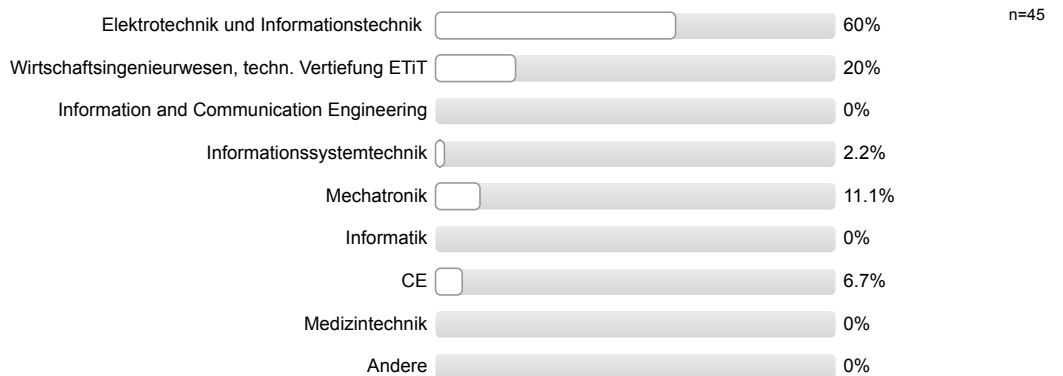 Elektrotechnik und Informationstechnik 60% n=45
Wirtschaftsingenieurwesen, techn. Vertiefung ETiT 20%
Information and Communication Engineering 0%
Informationssystemtechnik 2.2%
Mechatronik 11.1%
Informatik 0%
CE 6.7%
Medizintechnik 0%
Andere 0%